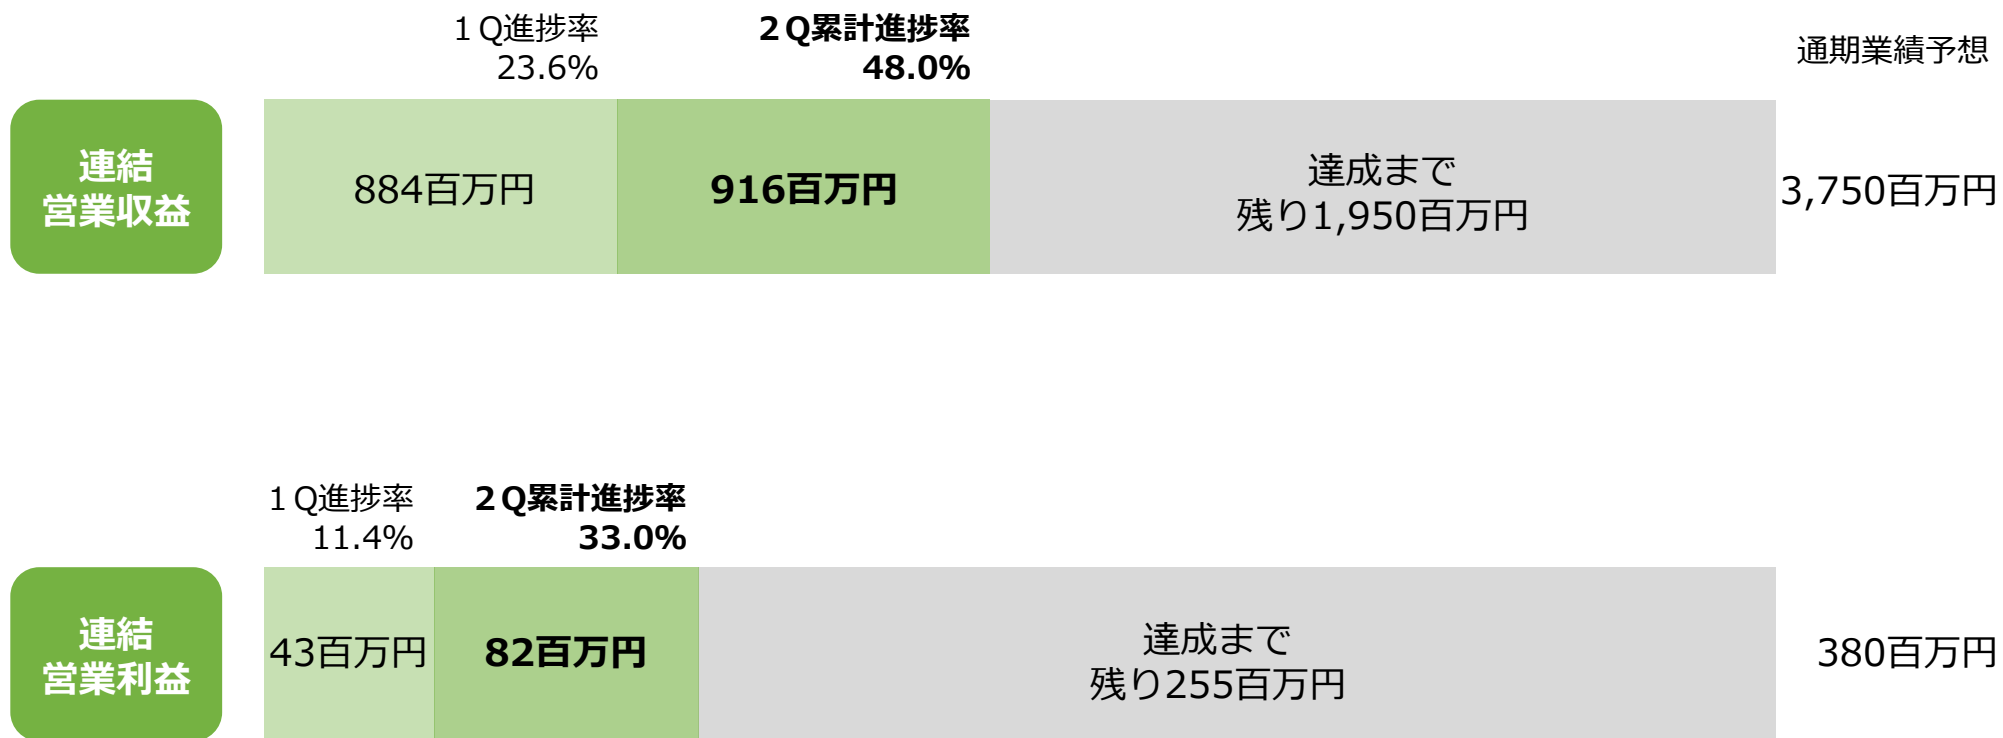 １Q進捗率
23.6%
２Q累計進捗率
48.0%
通期業績予想
連結
営業収益
884百万円
916百万円
達成まで
残り1,950百万円
3,750百万円
１Q進捗率
11.4%
２Q累計進捗率
33.0%
連結
営業利益
43百万円
82百万円
達成まで
残り255百万円
380百万円